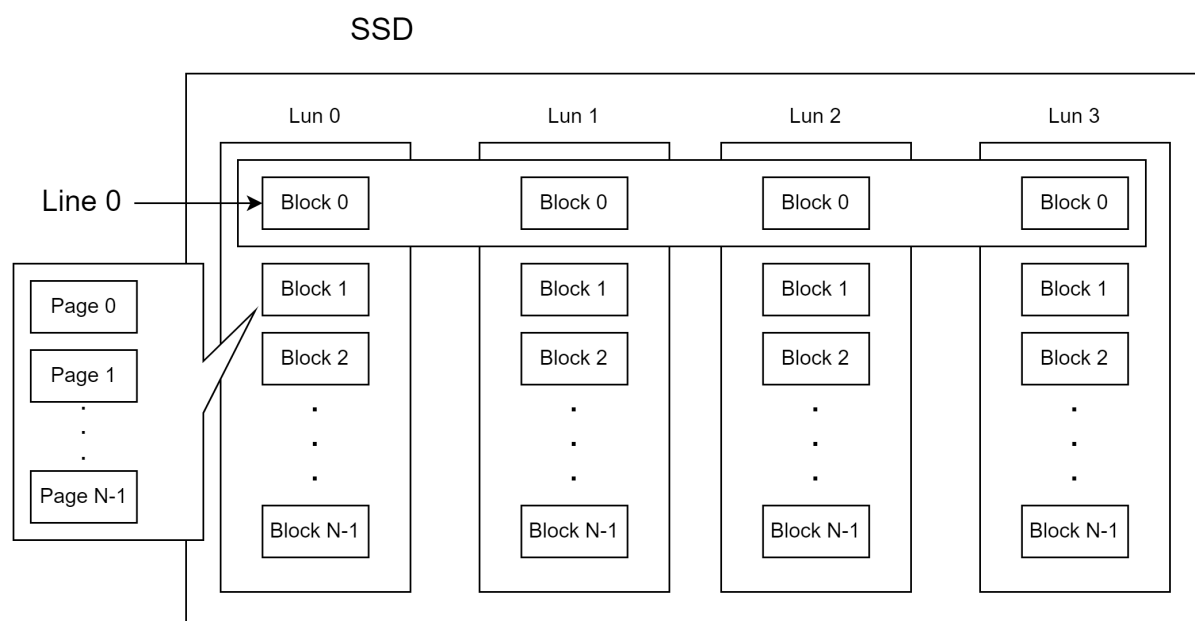 SSD
Lun 0 Lun 1 Lun 2 Lun 3
Line 0 Block 0 Block 0 Block 0 Block 0
Block 1 Block 1 Block 1 Block 1
Page 0
Block 2 Block 2 Block 2 Block 2
Page 1
.
.
.
Page N-1
Block N-1 Block N-1 Block N-1 Block N-1